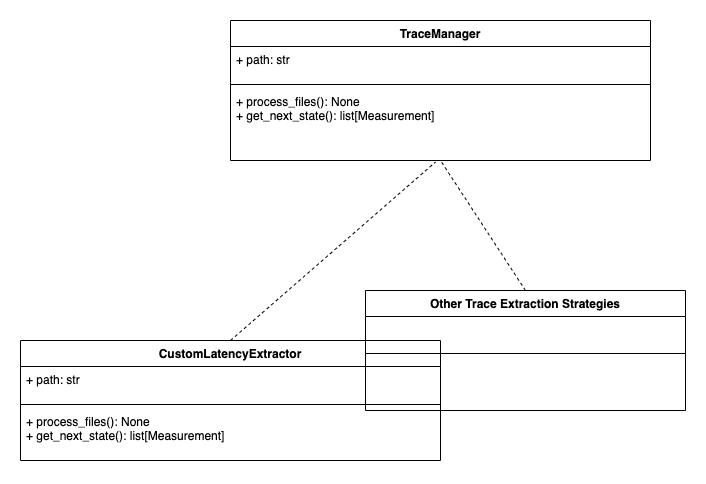 TraceManager
+ path: str
+ process_files(): None
+ get_next_state(): list[Measurement]
Other Trace Extraction Strategies
CustomLatencyExtractor
+ path: str
+ process_files(): None
+ get_next_state(): list[Measurement]